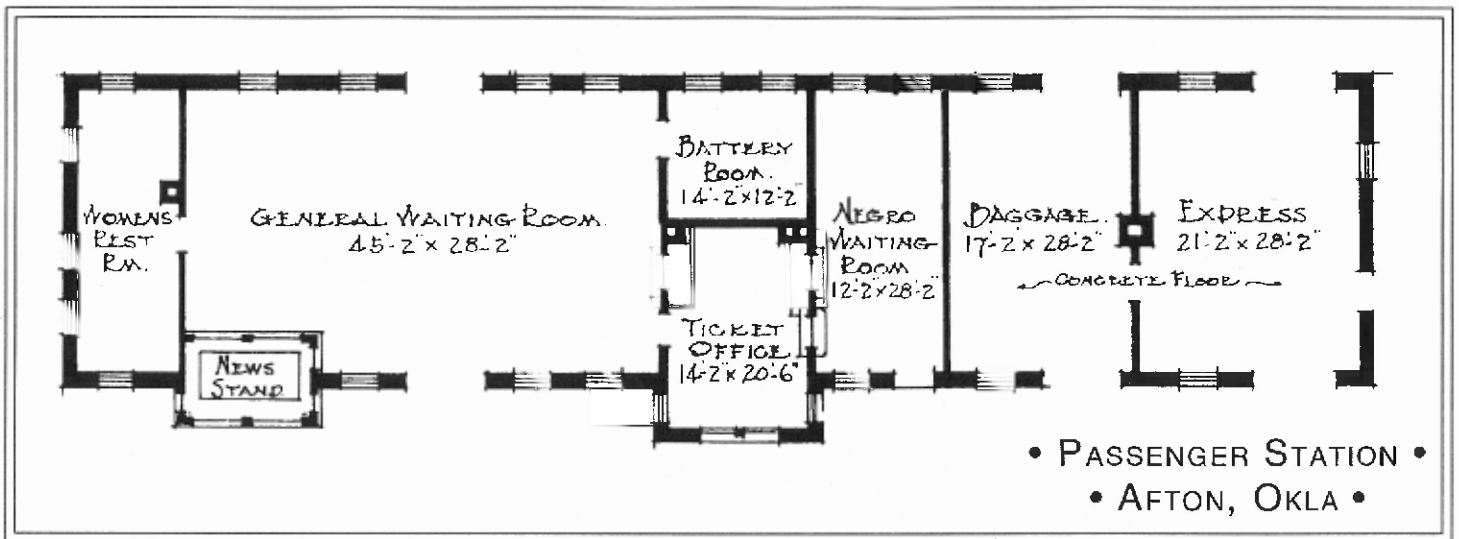 WOMENS
REST
RM.
GENERAL WAITING ROOM
45'-2" x 28'-2"
NEWS
STAND
BATTERY
ROOM.
14'-2" x 12'-2"
TICKET
OFFICE
14'-2" x 20'-6"
NEGRO
WAITING
ROOM
12'-2" x 28'-2"
BAGGAGE.
17'-2" x 28'-2"
EXPRESS
21'-2" x 28'-2"
CONCRETE FLOOR
• PASSENGER STATION •
• AFTON, OKLA •